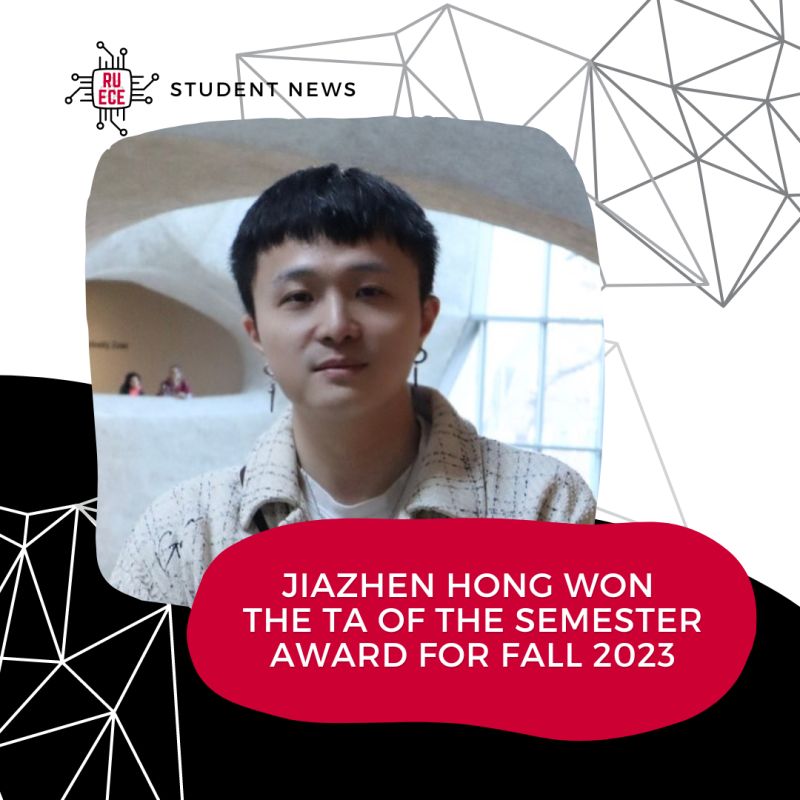 RU
ECE
STUDENT NEWS
JIAZHEN HONG WON
THE TA OF THE SEMESTER
AWARD FOR FALL 2023